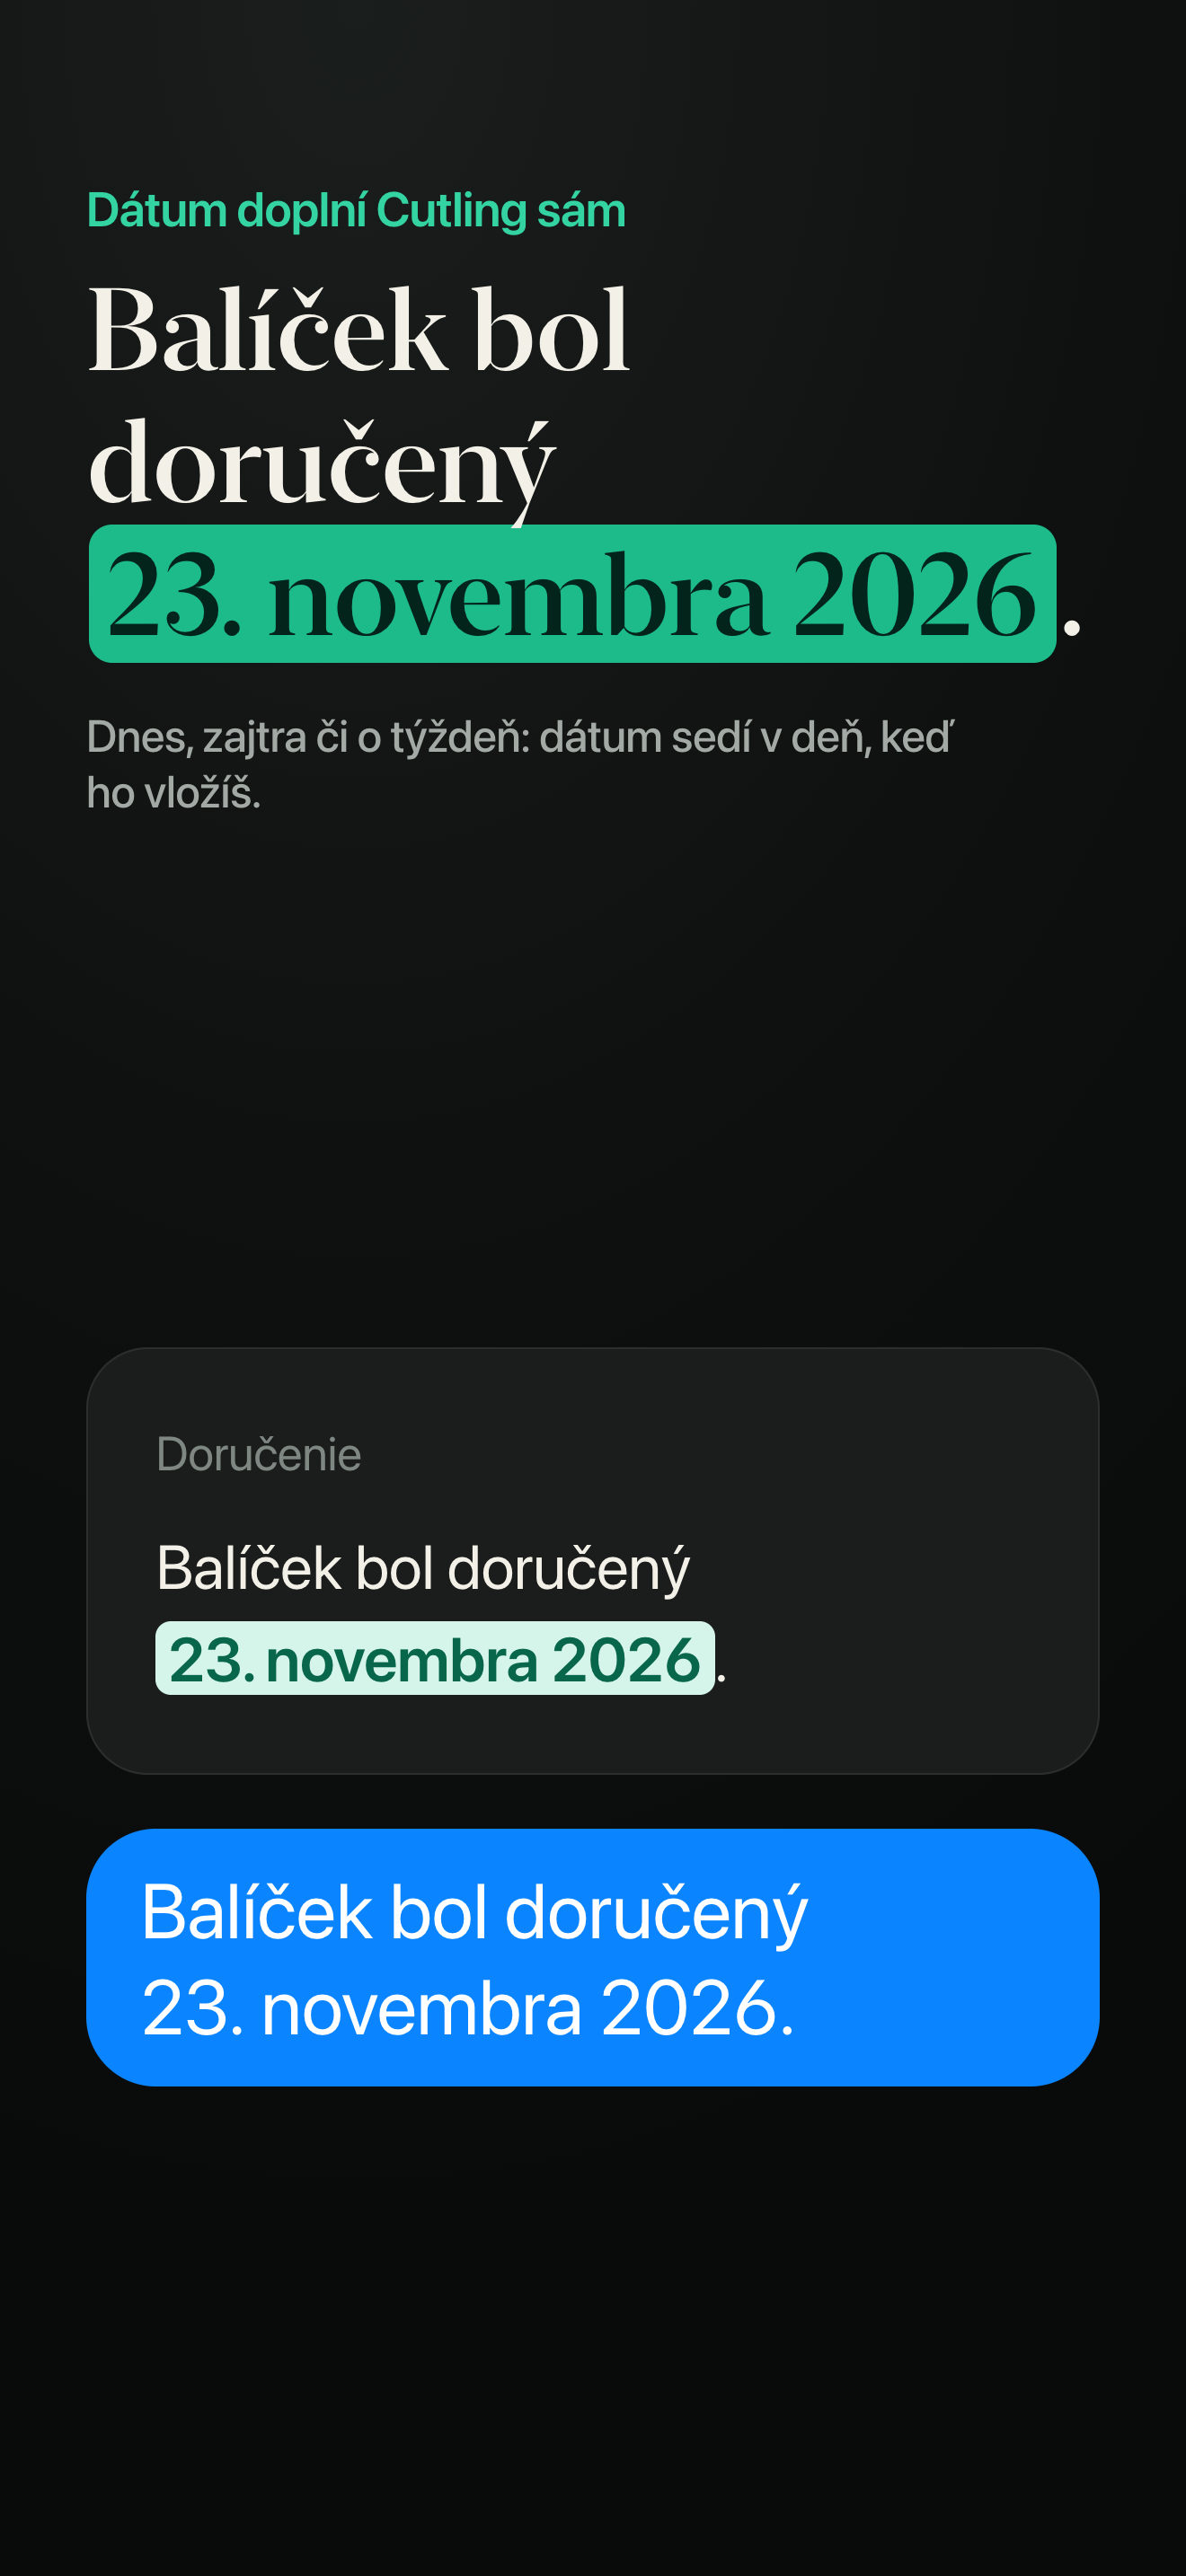 Dátum doplní Cutling sám
Balíček bol
doručený
23. novembra 2026.
Dnes, zajtra či o týždeň: dátum sedí v deň, keď
ho vložíš.
Doručenie
Balíček bol doručený
23. novembra 2026.
Balíček bol doručený
23. novembra 2026.